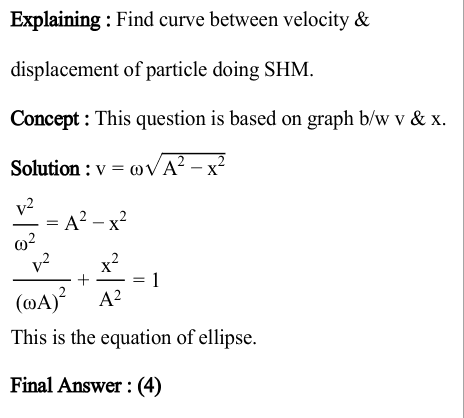 Explaining : Find curve between velocity &
displacement of particle doing SHM.
Concept : This question is based on graph b/w v & x.
Solution : v = ω√(A² − x²)
v²/ω² = A² − x²
v²/(ωA)² + x²/A² = 1
This is the equation of ellipse.
Final Answer : (4)